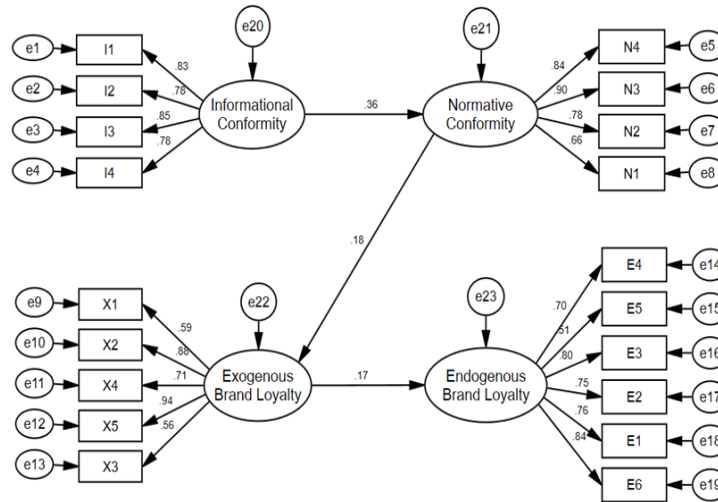 e20
e21
e1
I1
.83
e2
I2
.78
e3
I3
.85
e4
I4
.78
Informational
Conformity
.36
Normative
Conformity
.84
N4
e5
.90
N3
e6
.78
N2
e7
.66
N1
e8
.18
e22
e23
e9
X1
.59
e10
X2
.88
e11
X4
.71
e12
X5
.94
e13
X3
.56
Exogenous
Brand Loyalty
.17
Endogenous
Brand Loyalty
.70
E4
e14
.51
E5
e15
.80
E3
e16
.75
E2
e17
.76
E1
e18
.84
E6
e19